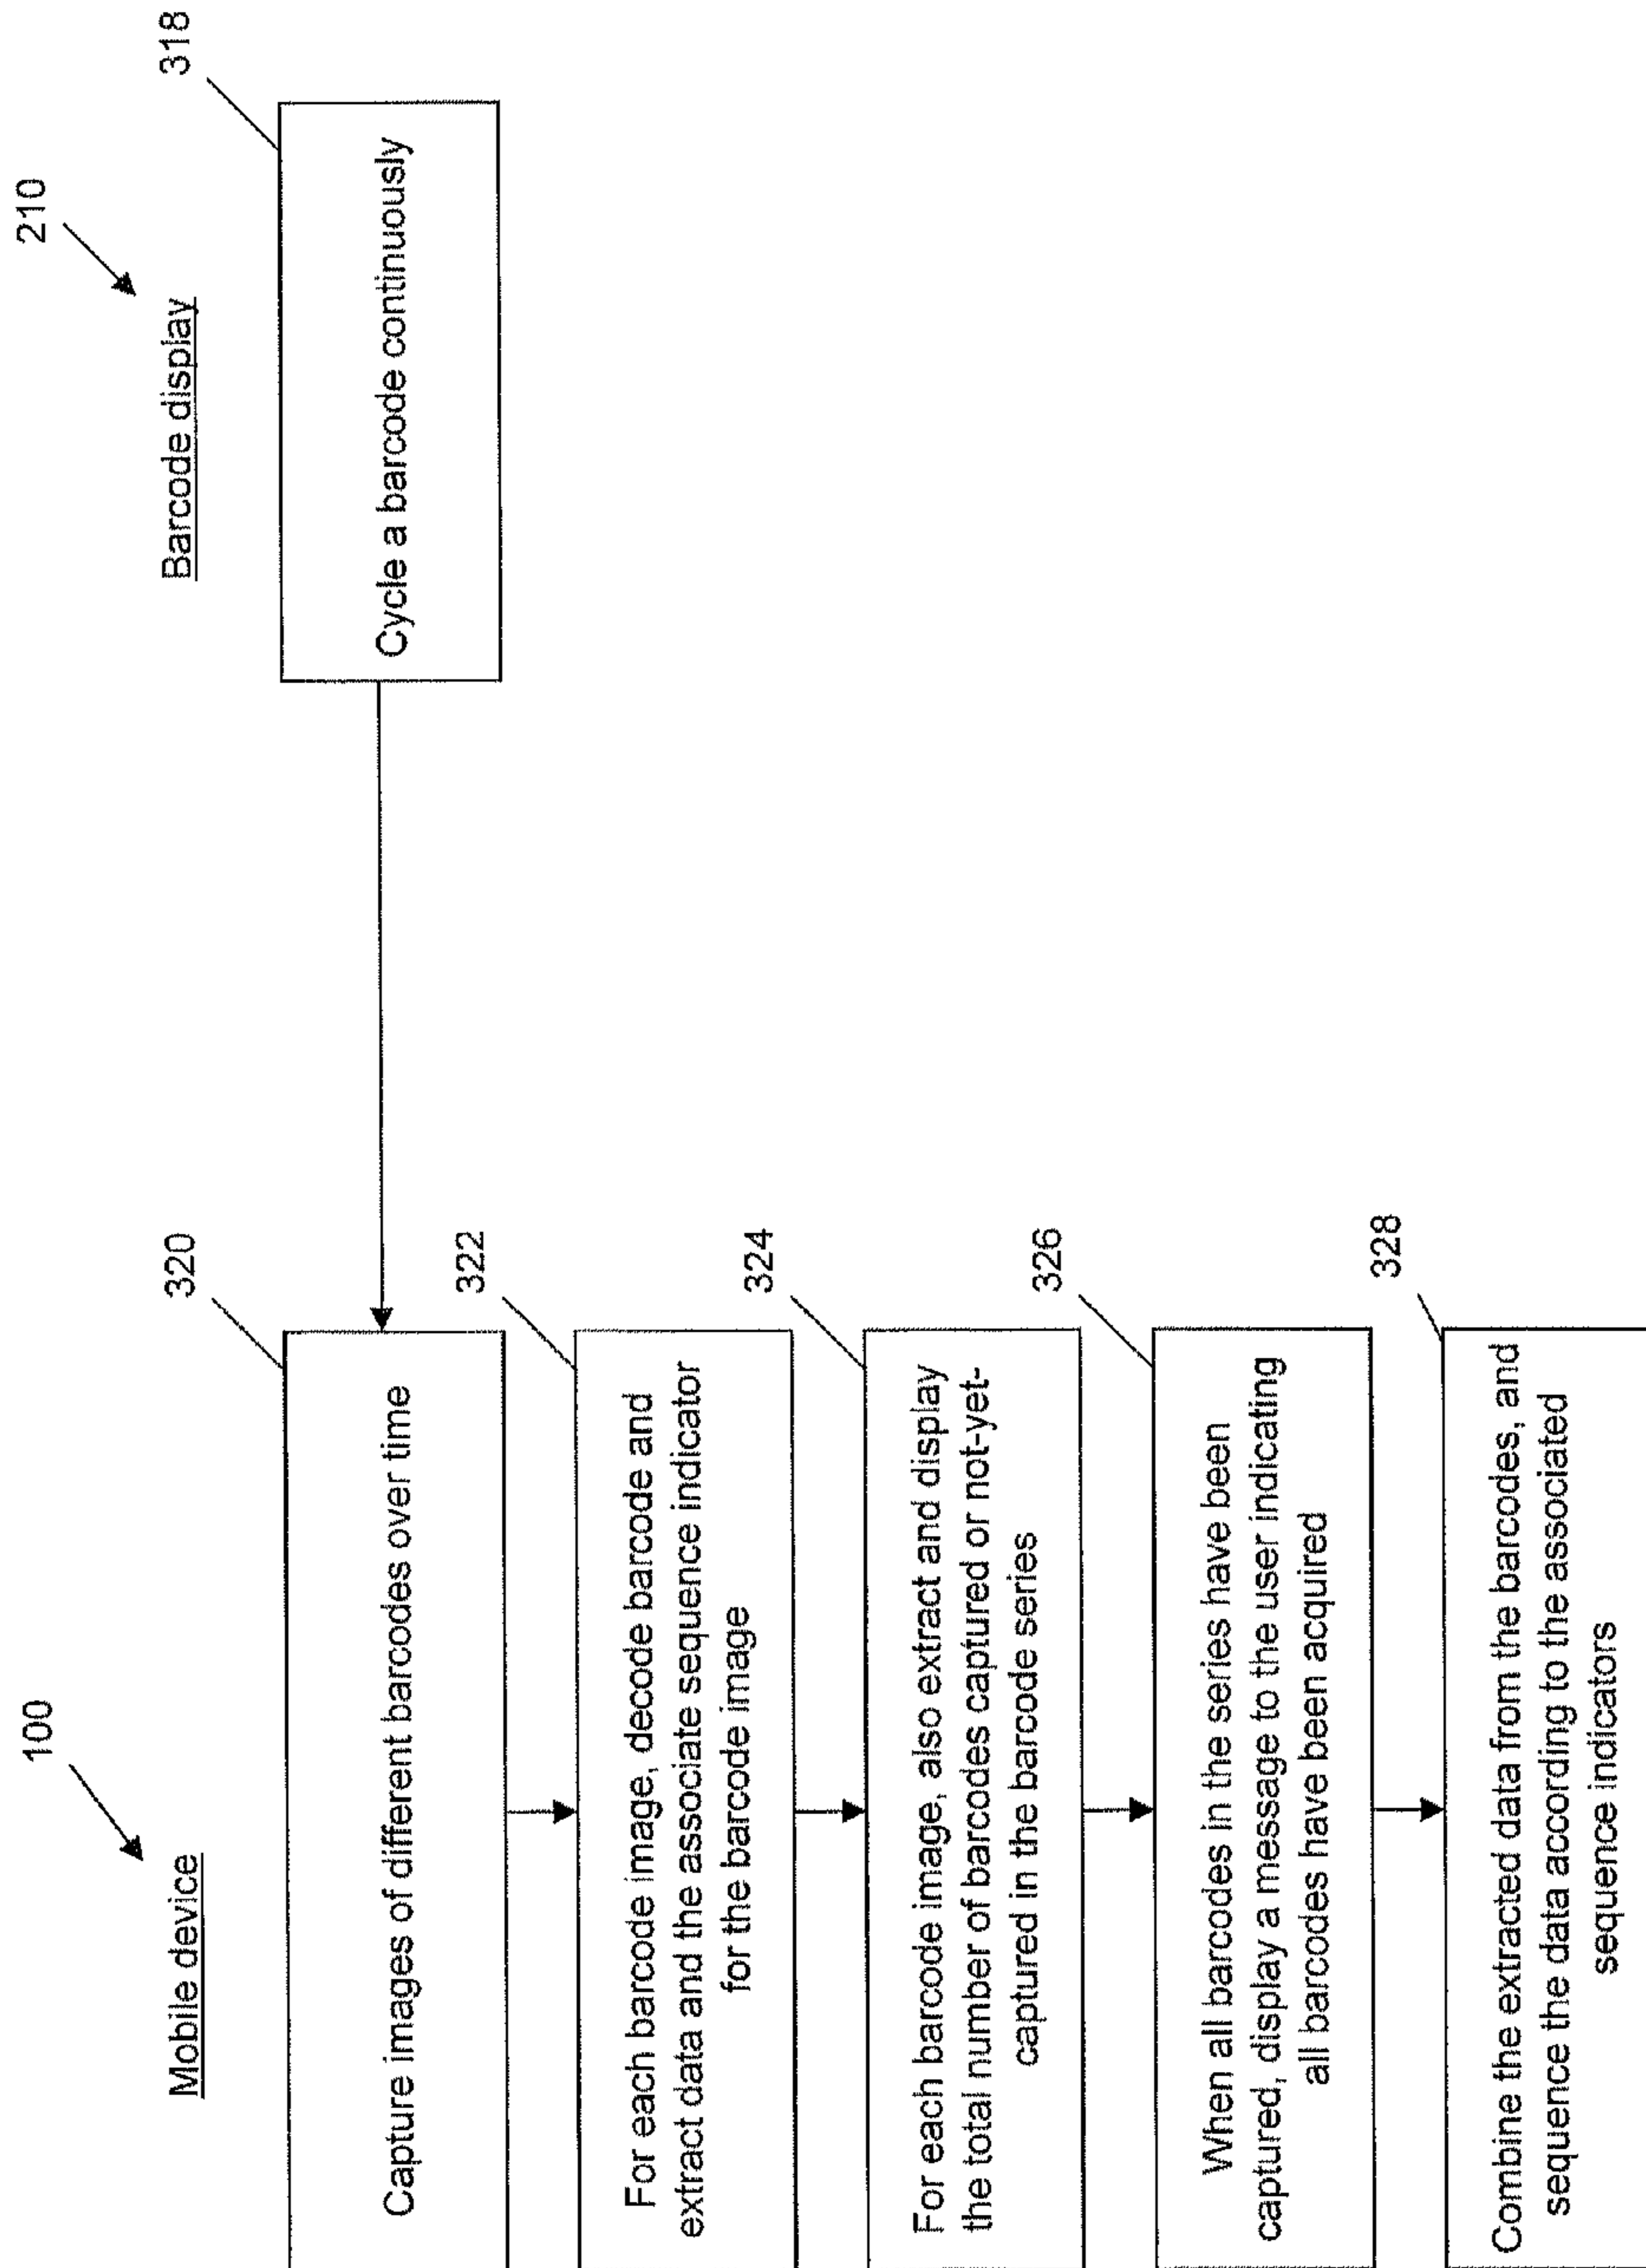 100
Mobile device
210
Barcode display
318
Cycle a barcode continuously
320
Capture images of different barcodes over time
322
For each barcode image, decode barcode and
extract data and the associate sequence indicator
for the barcode image
324
For each barcode image, also extract and display
the total number of barcodes captured or not-yet-
captured in the barcode series
326
When all barcodes in the series have been
captured, display a message to the user indicating
all barcodes have been acquired
328
Combine the extracted data from the barcodes, and
sequence the data according to the associated
sequence indicators